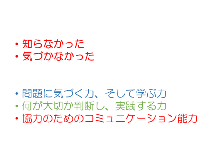 ・知らなかった
・気づかなかった
・問題に気づく力、そして学ぶ力
・何が大切か判断し、実践する力
・協力のためのコミュニケーション能力